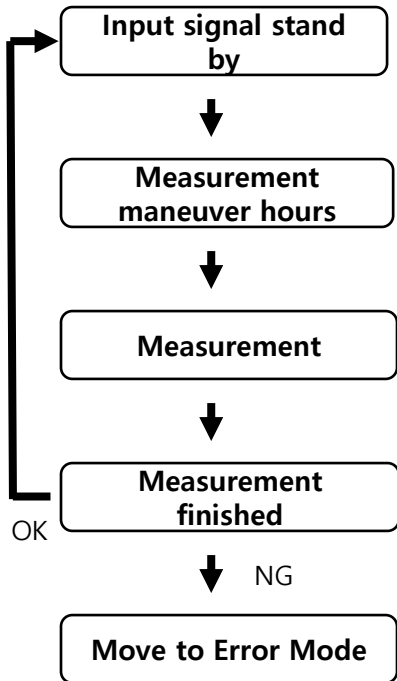 Input signal stand
by
Measurement
maneuver hours
Measurement
Measurement
finished
OK
NG
Move to Error Mode